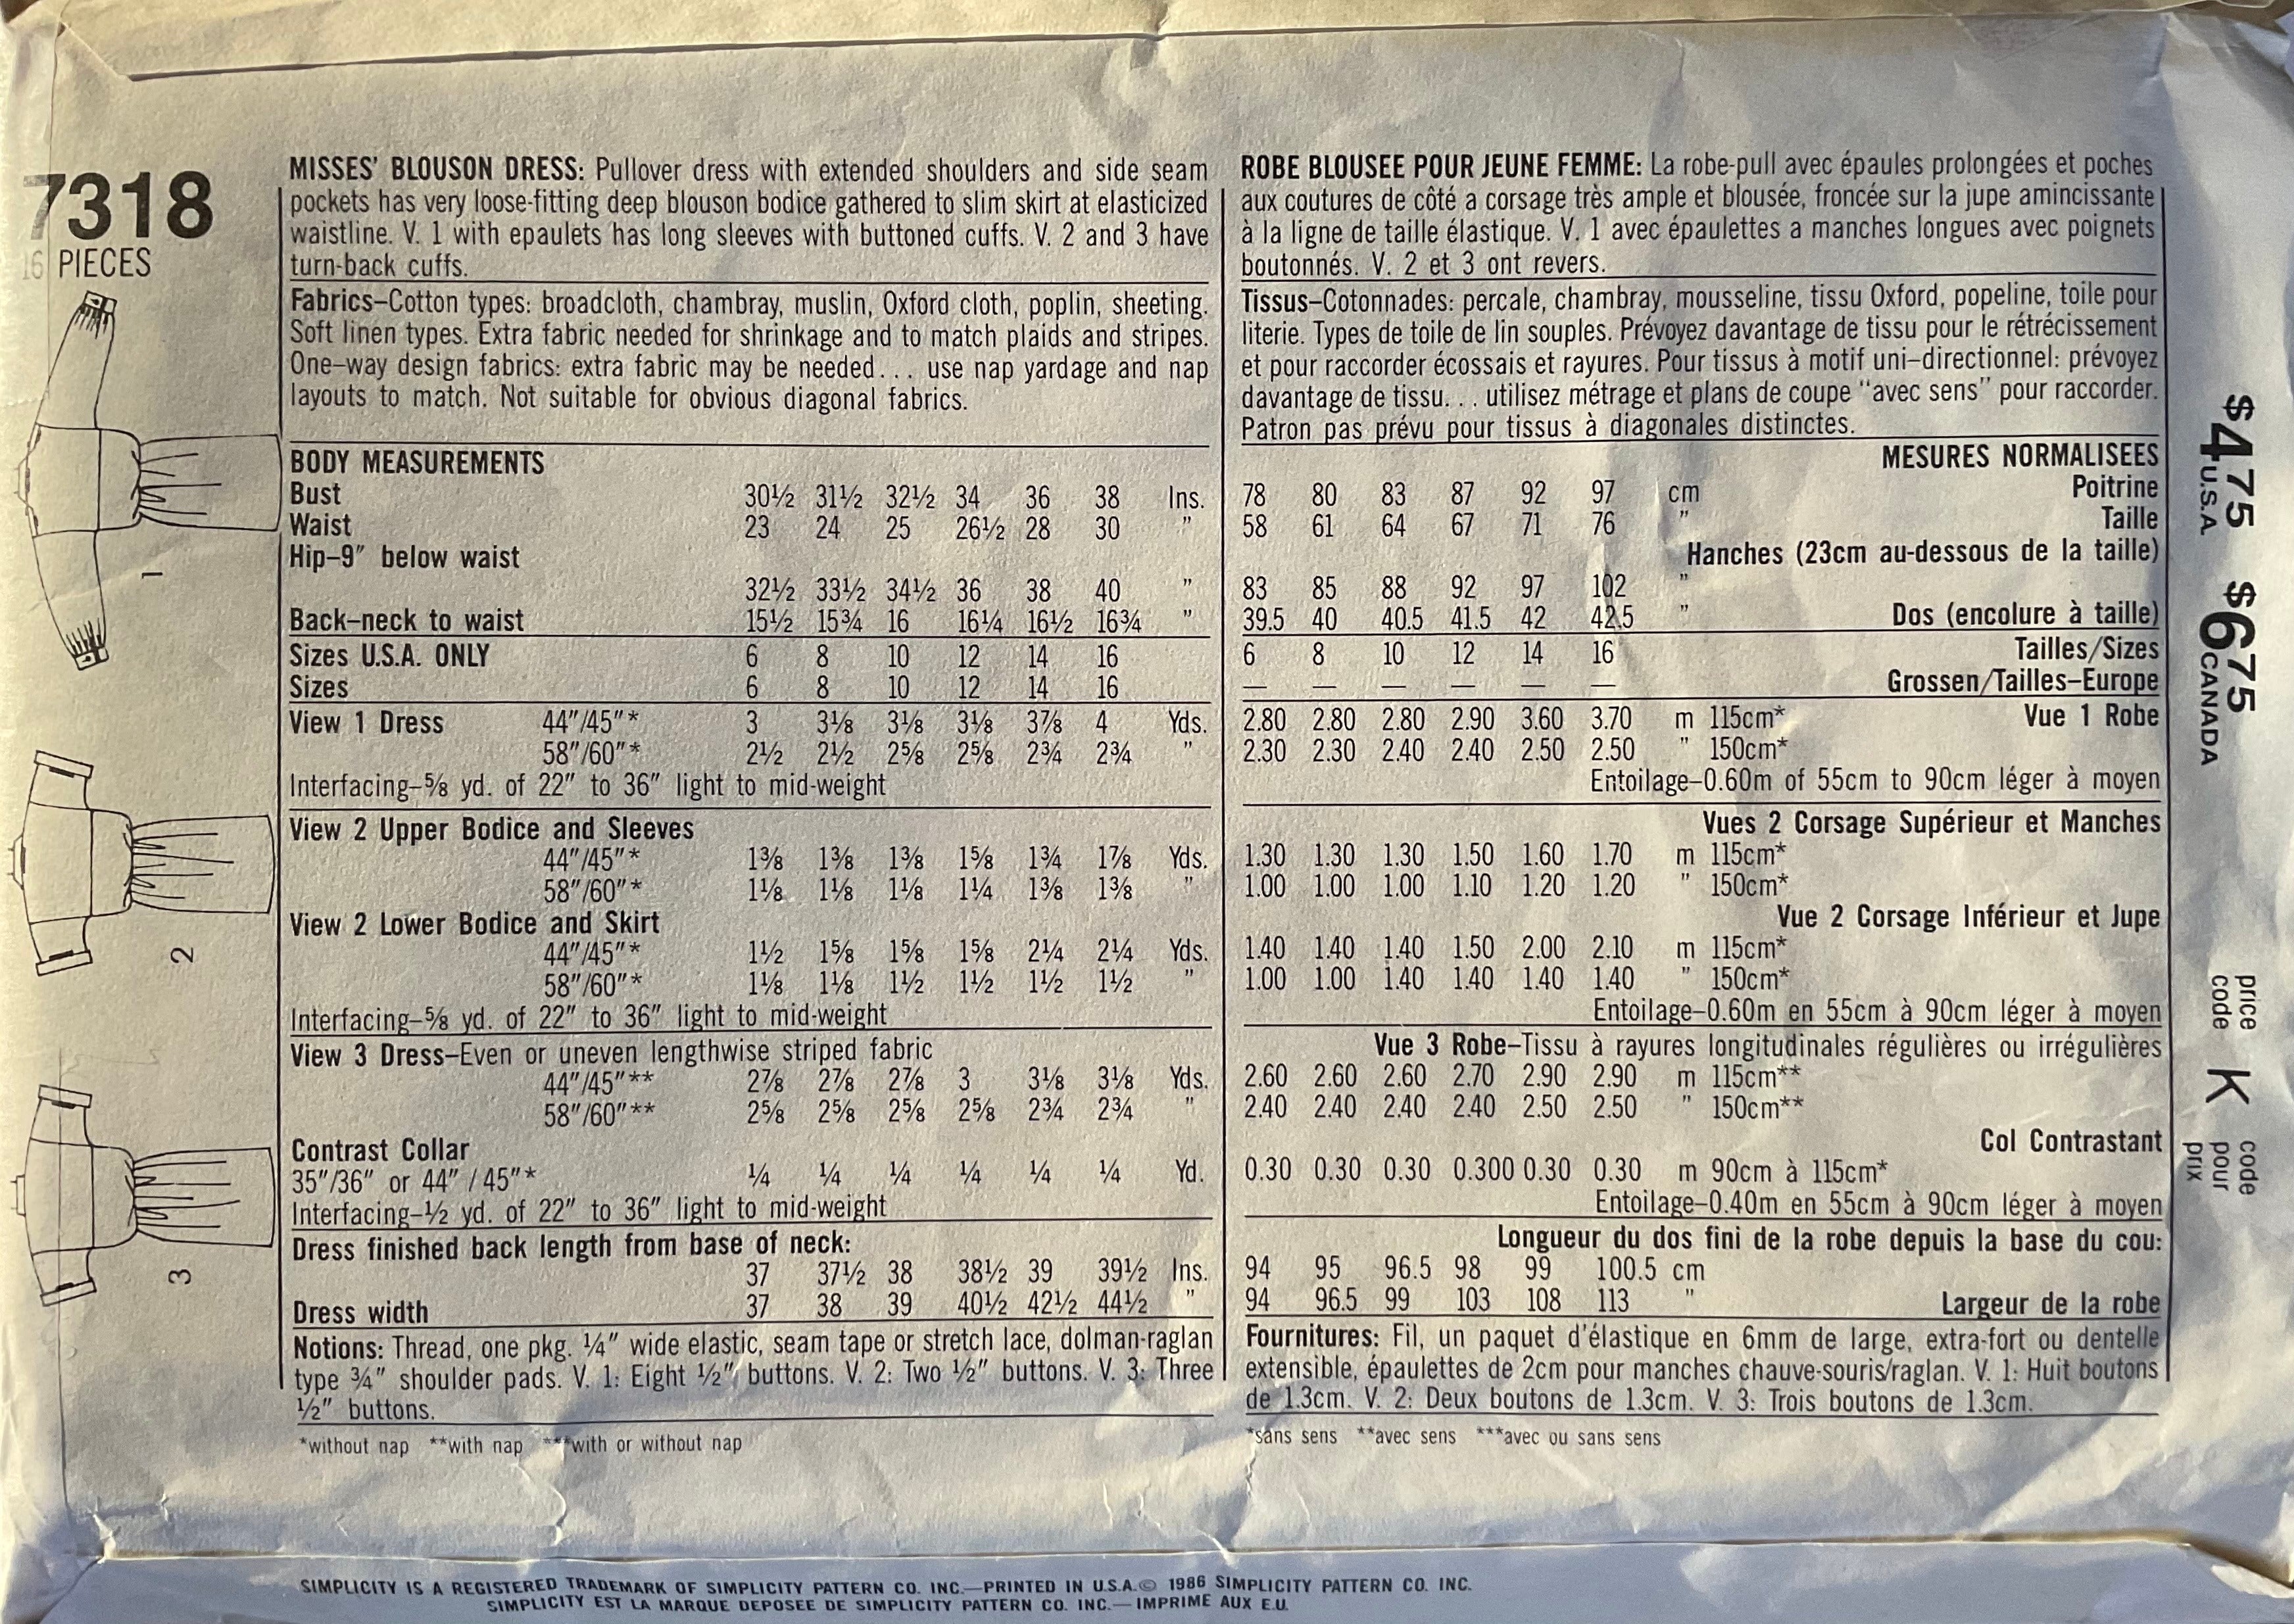 7318
16 PIECES
1
2
3
MISSES' BLOUSON DRESS: Pullover dress with extended shoulders and side seam
pockets has very loose-fitting deep blouson bodice gathered to slim skirt at elasticized
waistline. V. 1 with epaulets has long sleeves with buttoned cuffs. V. 2 and 3 have
turn-back cuffs.
Fabrics–Cotton types: broadcloth, chambray, muslin, Oxford cloth, poplin, sheeting.
Soft linen types. Extra fabric needed for shrinkage and to match plaids and stripes.
One–way design fabrics: extra fabric may be needed... use nap yardage and nap
layouts to match. Not suitable for obvious diagonal fabrics.
BODY MEASUREMENTS
Bust 30½ 31½ 32½ 34 36 38 Ins.
Waist 23 24 25 26½ 28 30 "
Hip–9" below waist
32½ 33½ 34½ 36 38 40 "
Back–neck to waist 15½ 15¾ 16 16¼ 16½ 16¾ "
Sizes U.S.A. ONLY 6 8 10 12 14 16
Sizes 6 8 10 12 14 16
View 1 Dress 44"/45"* 3 3⅛ 3⅛ 3⅛ 3⅞ 4 Yds.
58"/60"* 2½ 2½ 2⅝ 2⅝ 2¾ 2¾ "
Interfacing–⅝ yd. of 22" to 36" light to mid-weight
View 2 Upper Bodice and Sleeves
44"/45"* 1⅜ 1⅜ 1⅜ 1⅝ 1¾ 1⅞ Yds.
58"/60"* 1⅛ 1⅛ 1⅛ 1¼ 1⅜ 1⅜ "
View 2 Lower Bodice and Skirt
44"/45"* 1½ 1⅝ 1⅝ 1⅝ 2¼ 2¼ Yds.
58"/60"* 1⅛ 1⅛ 1½ 1½ 1½ 1½ "
Interfacing–⅝ yd. of 22" to 36" light to mid-weight
View 3 Dress–Even or uneven lengthwise striped fabric
44"/45"** 2⅞ 2⅞ 2⅞ 3 3⅛ 3⅛ Yds.
58"/60"** 2⅝ 2⅝ 2⅝ 2⅝ 2¾ 2¾ "
Contrast Collar
35"/36" or 44" / 45"* ¼ ¼ ¼ ¼ ¼ ¼ Yd.
Interfacing–½ yd. of 22" to 36" light to mid-weight
Dress finished back length from base of neck:
37 37½ 38 38½ 39 39½ Ins.
Dress width 37 38 39 40½ 42½ 44½ "
Notions: Thread, one pkg. ¼" wide elastic, seam tape or stretch lace, dolman-raglan
type ¾" shoulder pads. V. 1: Eight ½" buttons. V. 2: Two ½" buttons. V. 3: Three
½" buttons.
*without nap **with nap ***with or without nap
ROBE BLOUSEE POUR JEUNE FEMME: La robe-pull avec épaules prolongées et poches
aux coutures de côté a corsage très ample et blousée, froncée sur la jupe amincissante
à la ligne de taille élastique. V. 1 avec épaulettes a manches longues avec poignets
boutonnés. V. 2 et 3 ont revers.
Tissus–Cotonnades: percale, chambray, mousseline, tissu Oxford, popeline, toile pour
literie. Types de toile de lin souples. Prévoyez davantage de tissu pour le rétrécissement
et pour raccorder écossais et rayures. Pour tissus à motif uni–directionnel: prévoyez
davantage de tissu... utilisez métrage et plans de coupe "avec sens" pour raccorder.
Patron pas prévu pour tissus à diagonales distinctes.
MESURES NORMALISEES
78 80 83 87 92 97 cm Poitrine
58 61 64 67 71 76 " Taille
Hanches (23cm au-dessous de la taille)
83 85 88 92 97 102 "
39.5 40 40.5 41.5 42 42.5 " Dos (encolure à taille)
6 8 10 12 14 16 Tailles/Sizes
— — — — — — Grossen/Tailles–Europe
2.80 2.80 2.80 2.90 3.60 3.70 m 115cm* Vue 1 Robe
2.30 2.30 2.40 2.40 2.50 2.50 " 150cm*
Entoilage–0.60m of 55cm to 90cm léger à moyen
Vues 2 Corsage Supérieur et Manches
1.30 1.30 1.30 1.50 1.60 1.70 m 115cm*
1.00 1.00 1.00 1.10 1.20 1.20 " 150cm*
Vue 2 Corsage Inférieur et Jupe
1.40 1.40 1.40 1.50 2.00 2.10 m 115cm*
1.00 1.00 1.40 1.40 1.40 1.40 " 150cm*
Entoilage–0.60m en 55cm à 90cm léger à moyen
Vue 3 Robe–Tissu à rayures longitudinales régulières ou irrégulières
2.60 2.60 2.60 2.70 2.90 2.90 m 115cm**
2.40 2.40 2.40 2.40 2.50 2.50 " 150cm**
Col Contrastant
0.30 0.30 0.30 0.300 0.30 0.30 m 90cm à 115cm*
Entoilage–0.40m en 55cm à 90cm léger à moyen
Longueur du dos fini de la robe depuis la base du cou:
94 95 96.5 98 99 100.5 cm
94 96.5 99 103 108 113 " Largeur de la robe
Fournitures: Fil, un paquet d'élastique en 6mm de large, extra-fort ou dentelle
extensible, épaulettes de 2cm pour manches chauve-souris/raglan. V. 1: Huit boutons
de 1.3cm. V. 2: Deux boutons de 1.3cm. V. 3: Trois boutons de 1.3cm.
*sans sens **avec sens ***avec ou sans sens
$4.75 U.S.A. $6.75 CANADA
price code K code pour prix
SIMPLICITY IS A REGISTERED TRADEMARK OF SIMPLICITY PATTERN CO. INC.—PRINTED IN U.S.A.© 1986 SIMPLICITY PATTERN CO. INC.
SIMPLICITY EST LA MARQUE DEPOSEE DE SIMPLICITY PATTERN CO. INC.—IMPRIME AUX E.U.